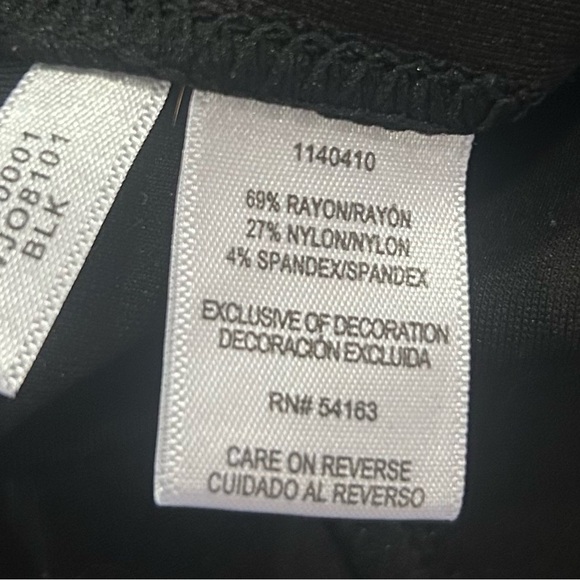 0001
JO8101
BLK
1140410
69% RAYON/RAYÓN
27% NYLON/NYLON
4% SPANDEX/SPANDEX
EXCLUSIVE OF DECORATION
DECORACIÓN EXCLUIDA
RN# 54163
CARE ON REVERSE
CUIDADO AL REVERSO